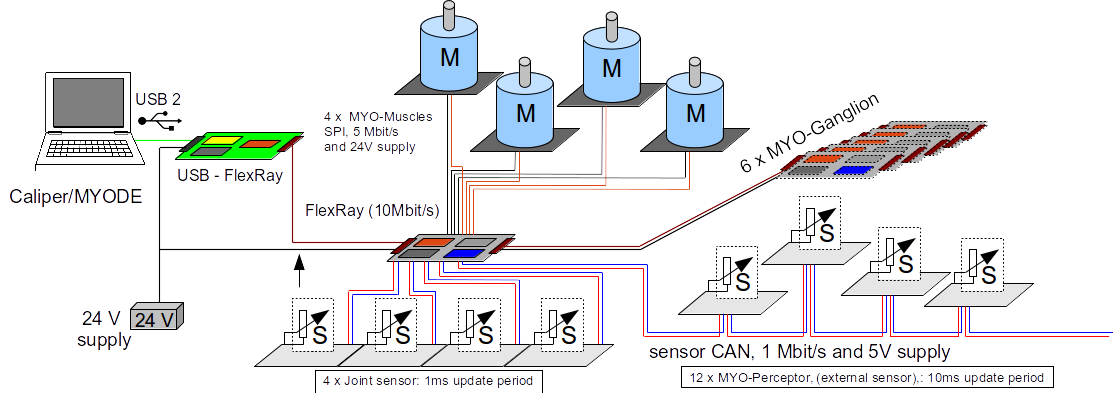 USB 2
Caliper/MYODE
USB - FlexRay
4 x MYO-Muscles
SPI, 5 Mbit/s
and 24V supply
M
M
M
M
6 x MYO-Ganglion
FlexRay (10Mbit/s)
24 V
supply
24 V
S
S
S
S
4 x Joint sensor: 1ms update period
S
S
S
S
sensor CAN, 1 Mbit/s and 5V supply
12 x MYO-Perceptor, (external sensor),: 10ms update period